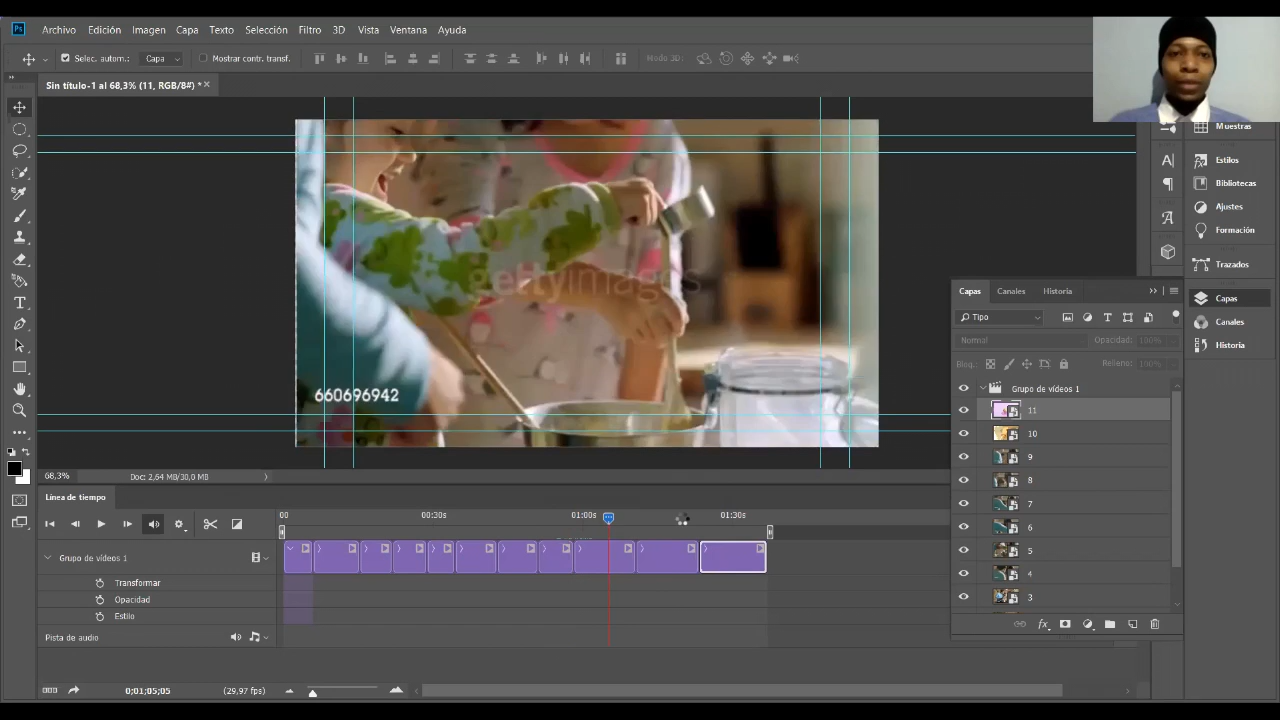 Ps Archivo Edición Imagen Capa Texto Selección Filtro 3D Vista Ventana Ayuda
Selec. autom.: Capa Mostrar contr. transf. Modo 3D:
Sin título-1 al 68,3% (11, RGB/8#) *
Muestras
Estilos
Bibliotecas
Ajustes
Formación
Trazados
Capas
Canales
Historia
gettyimages
660696942
Capas Canales Historia
Tipo
Normal Opacidad: 100%
Bloq.: Relleno: 100%
Grupo de vídeos 1
11
10
9
8
7
6
5
4
3
68,3% Doc: 2,64 MB/30,0 MB
Línea de tiempo
00 00:30s 01:00s 01:30s
Grupo de vídeos 1
Transformar
Opacidad
Estilo
Pista de audio
0;01;05;05 (29,97 fps)